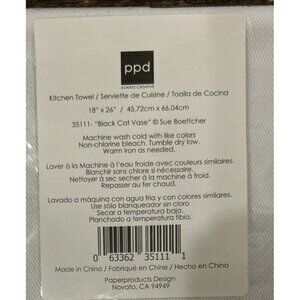 ppd
ALWAYS CREATIVE
Kitchen Towel / Serviette de Cuisine / Toalla de Cocina
18" x 26" / 45.72cm x 66.04cm
35111- "Black Cat Vase" © Sue Boettcher
Machine wash cold with like colors
Non-chlorine bleach. Tumble dry low.
Warm iron as needed.
Laver à la Machine à l'eau froide avec couleurs similaires.
Blanchir sans chlore si nécessaire.
Nettoyer à sec sécher à la machine à froid.
Repasser au fer chaud.
Lavado a máquina con agua fria y con colores similares.
Use sólo blanqueador sin cloro
Secar a temperatura baja.
Planchado a temperatura tibia.
0 63362 35111 1
Made in China / Fabriqué en Chine / Hecho en China
Paperproducts Design
Novato, CA 94949